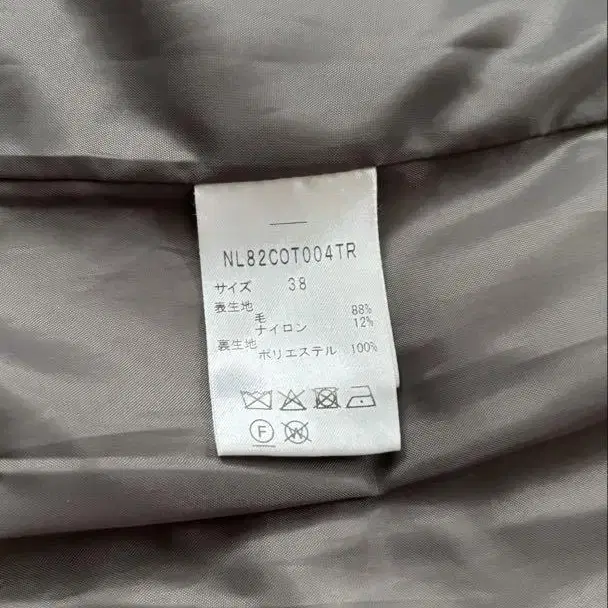 NL82COT004TR
サイズ 38
表生地
毛 88%
ナイロン 12%
裏生地
ポリエステル 100%
F W